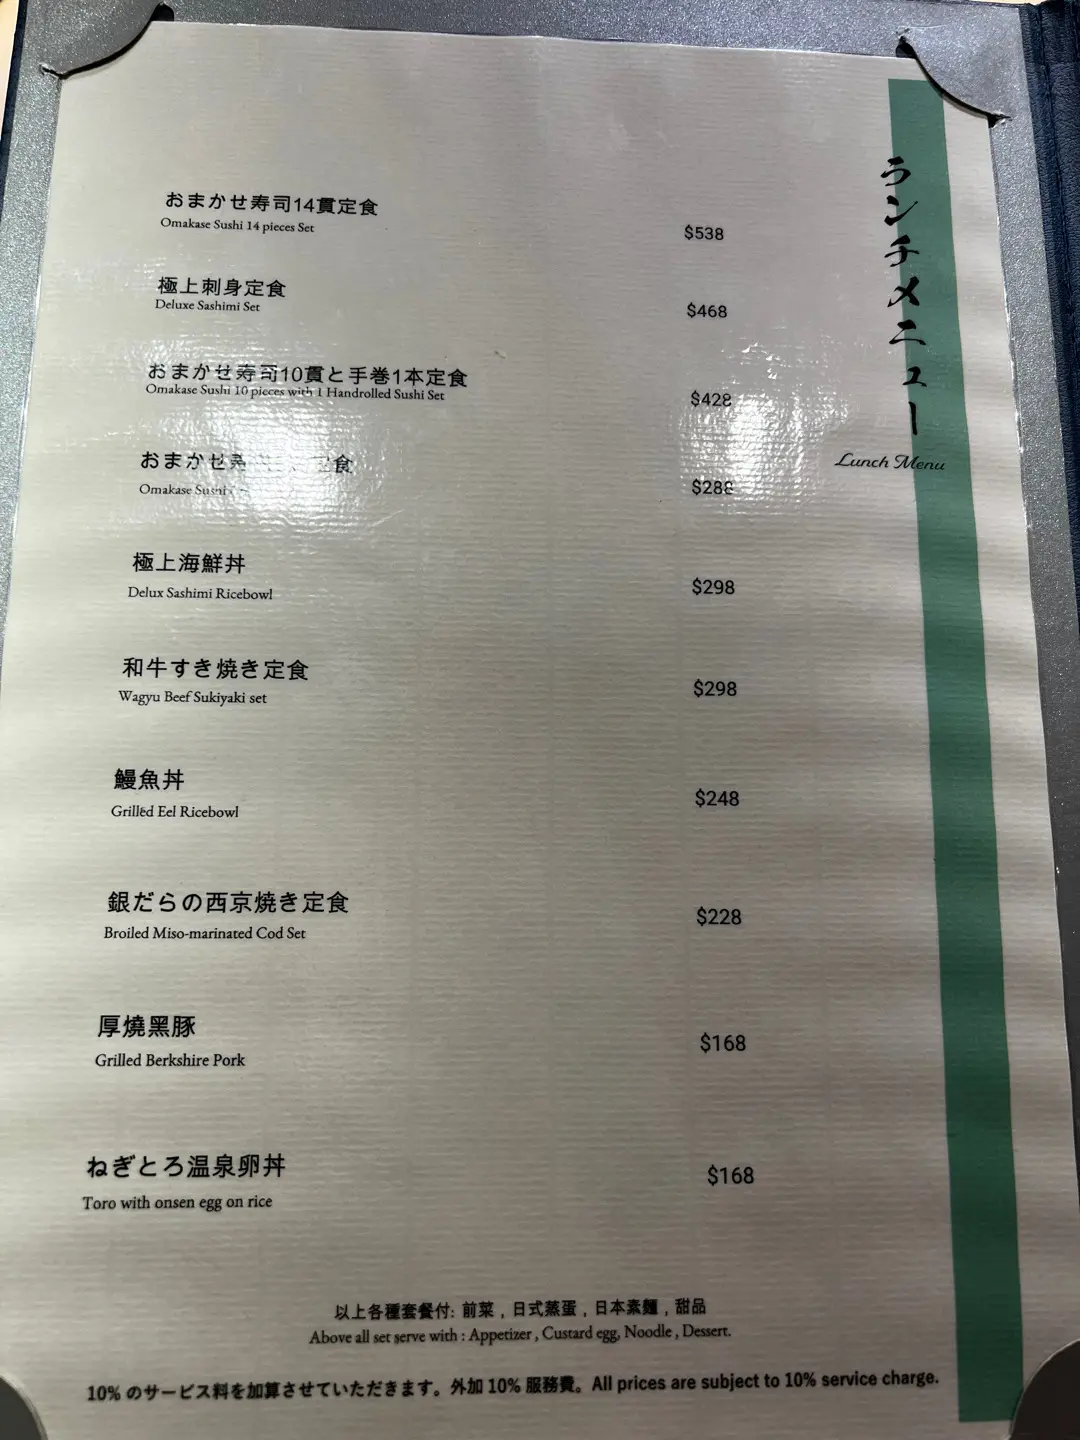 おまかせ寿司14貫定食
Omakase Sushi 14 pieces Set
$538
極上刺身定食
Deluxe Sashimi Set
$468
おまかせ寿司10貫と手巻1本定食
Omakase Sushi 10 pieces with 1 Handrolled Sushi Set
$428
おまかせ寿 定食
Omakase Sushi
$288
極上海鮮丼
Delux Sashimi Ricebowl
$298
和牛すき焼き定食
Wagyu Beef Sukiyaki set
$298
鰻魚丼
Grilled Eel Ricebowl
$248
銀だらの西京焼き定食
Broiled Miso-marinated Cod Set
$228
厚燒黑豚
Grilled Berkshire Pork
$168
ねぎとろ温泉卵丼
Toro with onsen egg on rice
$168
ランチメニュー
Lunch Menu
以上各種套餐付: 前菜 , 日式蒸蛋 , 日本素麵 , 甜品
Above all set serve with : Appetizer , Custard egg, Noodle , Dessert.
10% のサービス料を加算させていただきます。外加 10% 服務費。All prices are subject to 10% service charge.